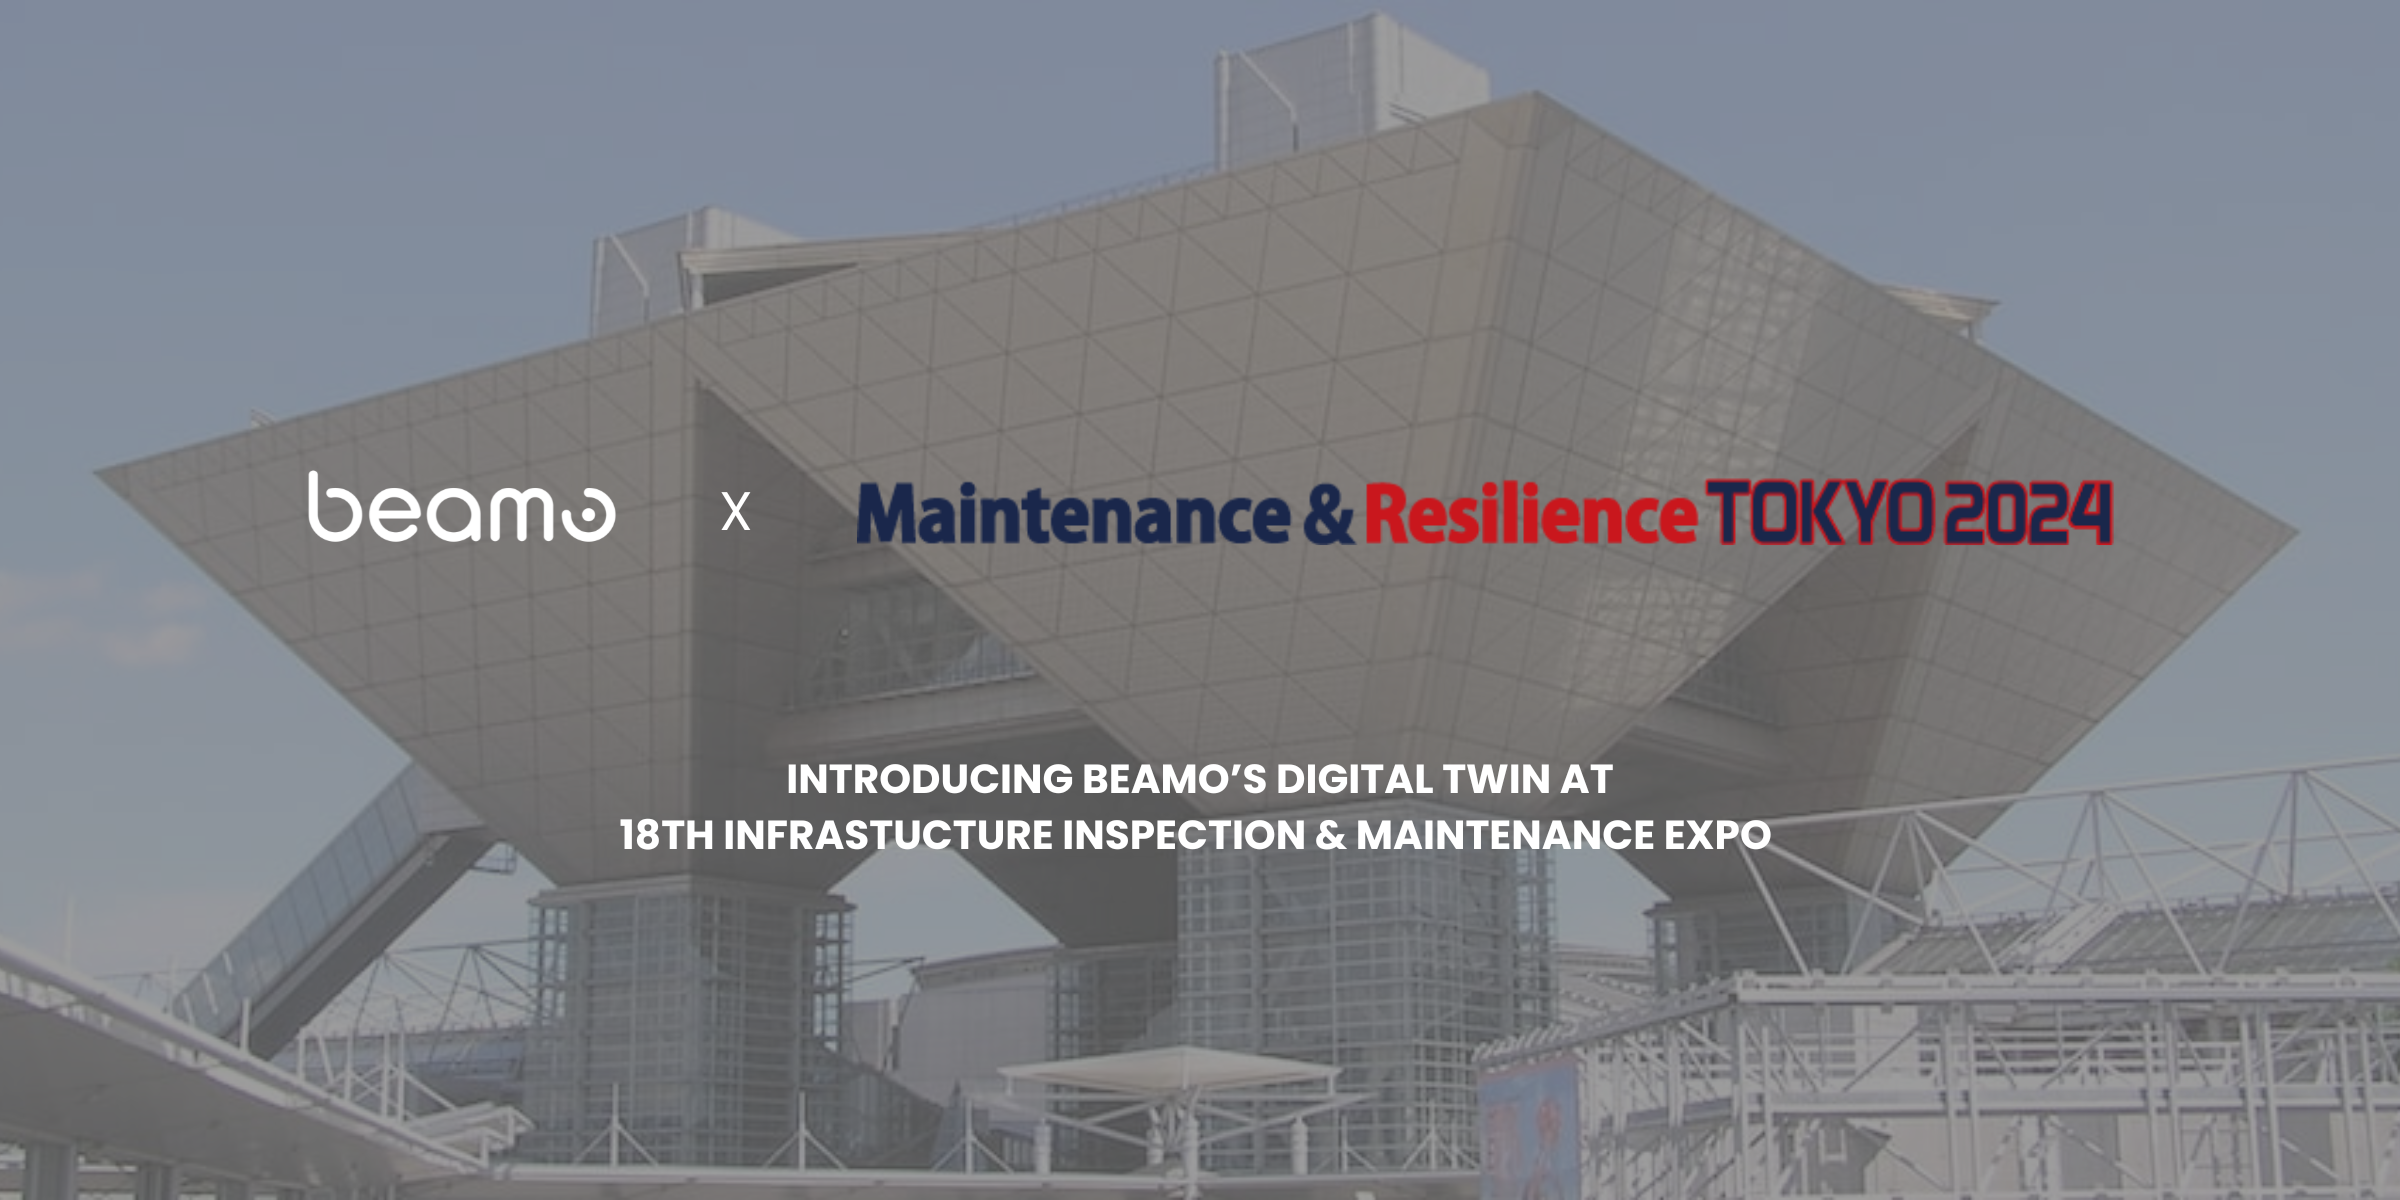 beamo X Maintenance & Resilience TOKYO 2024
INTRODUCING BEAMO’S DIGITAL TWIN AT
18TH INFRASTUCTURE INSPECTION & MAINTENANCE EXPO